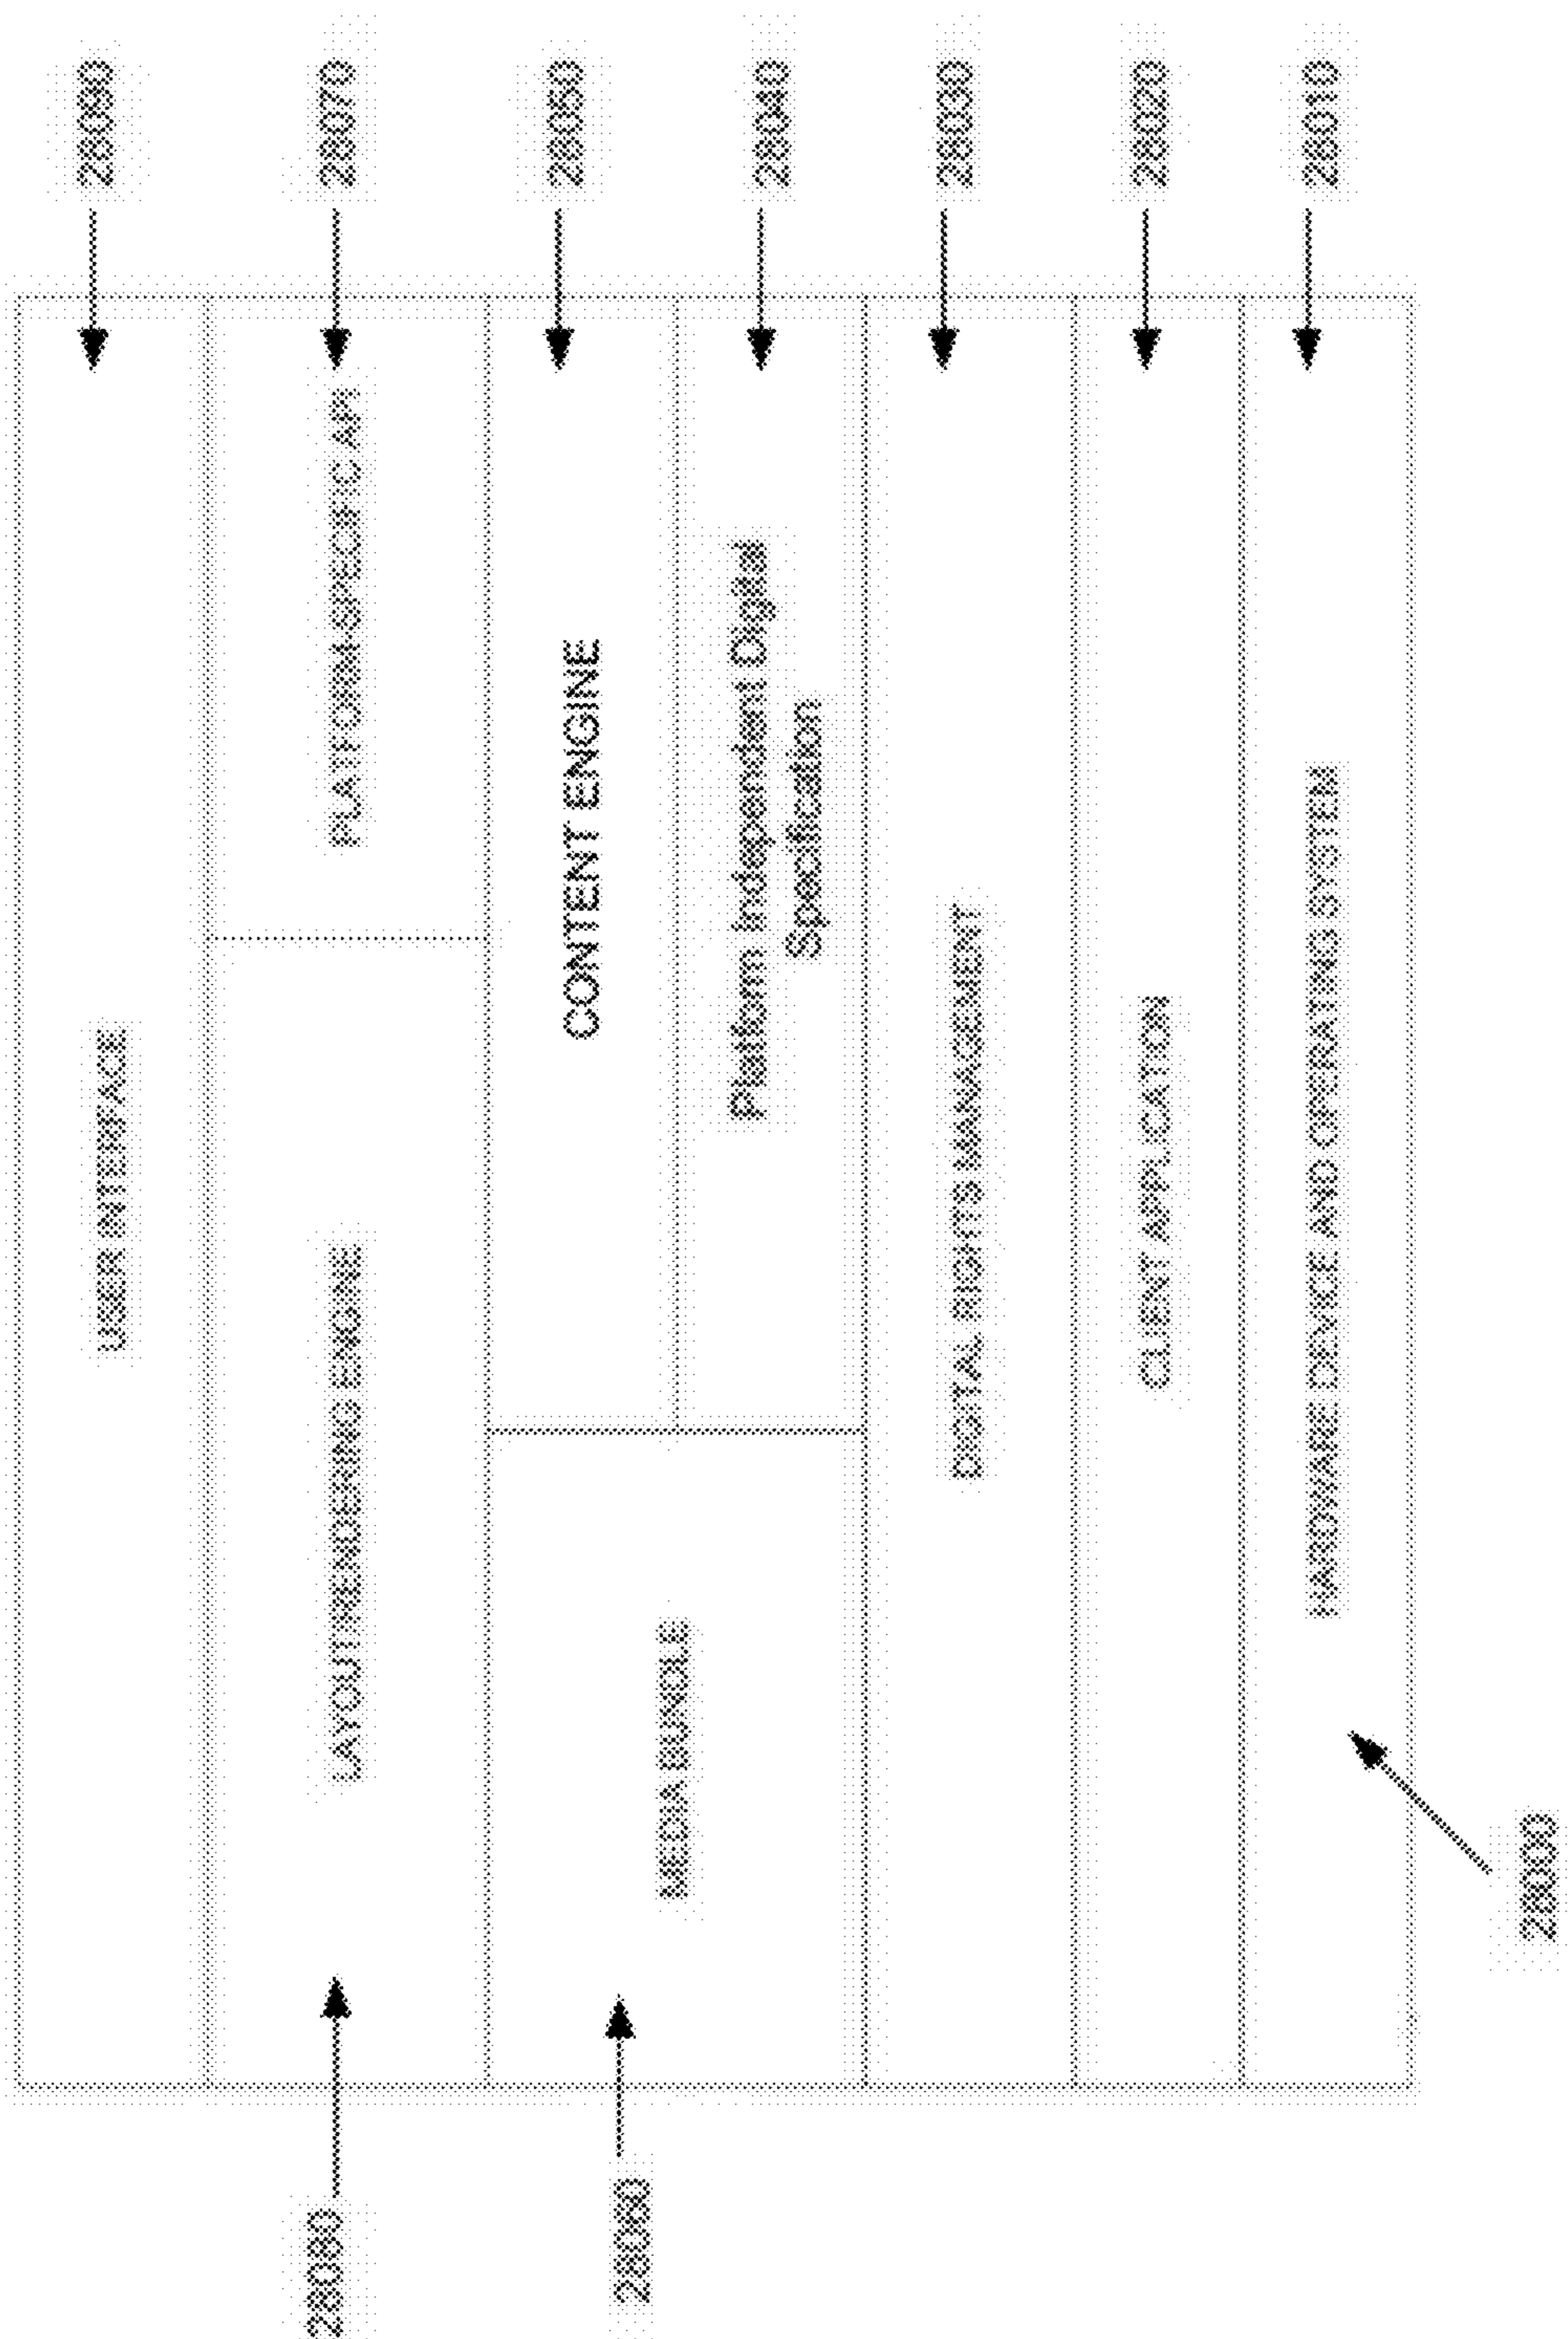 USER INTERFACE
28090
28080
LAYOUT/RENDERING ENGINE
PLATFORM-SPECIFIC API
28070
CONTENT ENGINE
28050
28060
MEDIA BUNDLE
Platform Independent Digital
Specification
28040
DIGITAL RIGHTS MANAGEMENT
28030
CLIENT APPLICATION
28020
HARDWARE DEVICE AND OPERATING SYSTEM
28010
28000